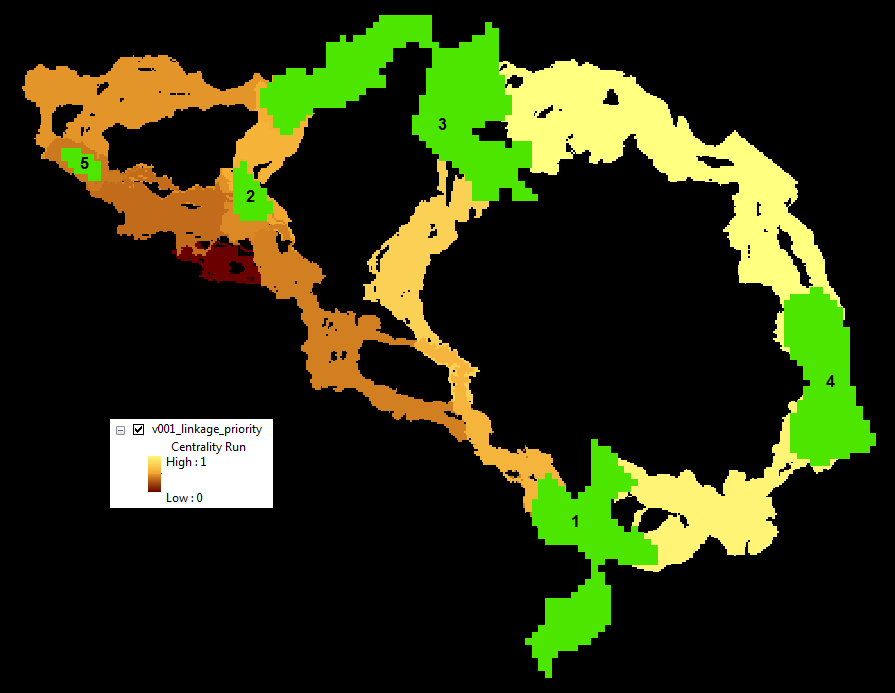 3
5
2
4
v001_linkage_priority
Centrality Run
High : 1
Low : 0
1